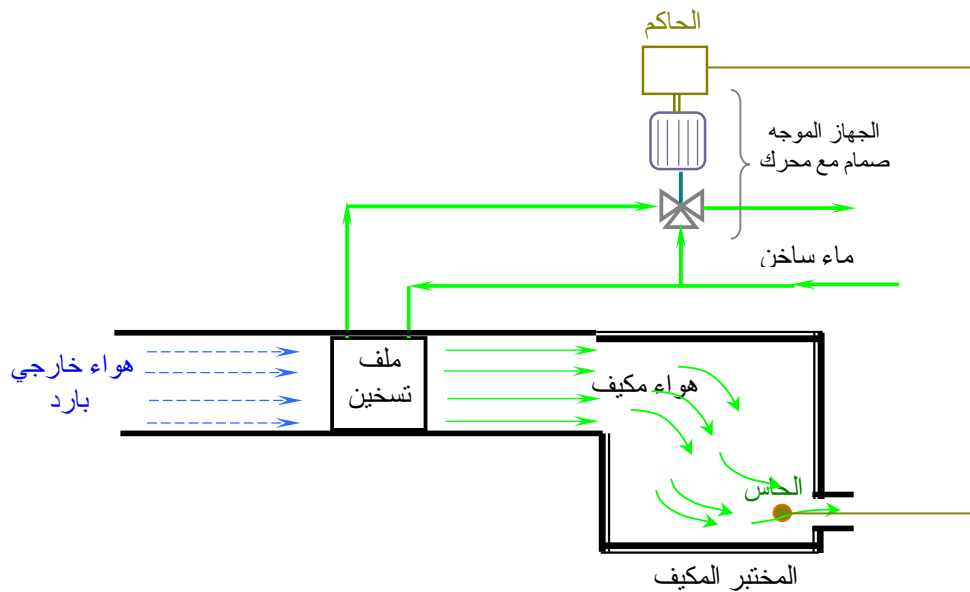 الحاكم
الجهاز الموجه
صمام مع محرك
ماء ساخن
هواء خارجي
بارد
ملف
تسخين
هواء مكيف
الحاس
المختبر المكيف